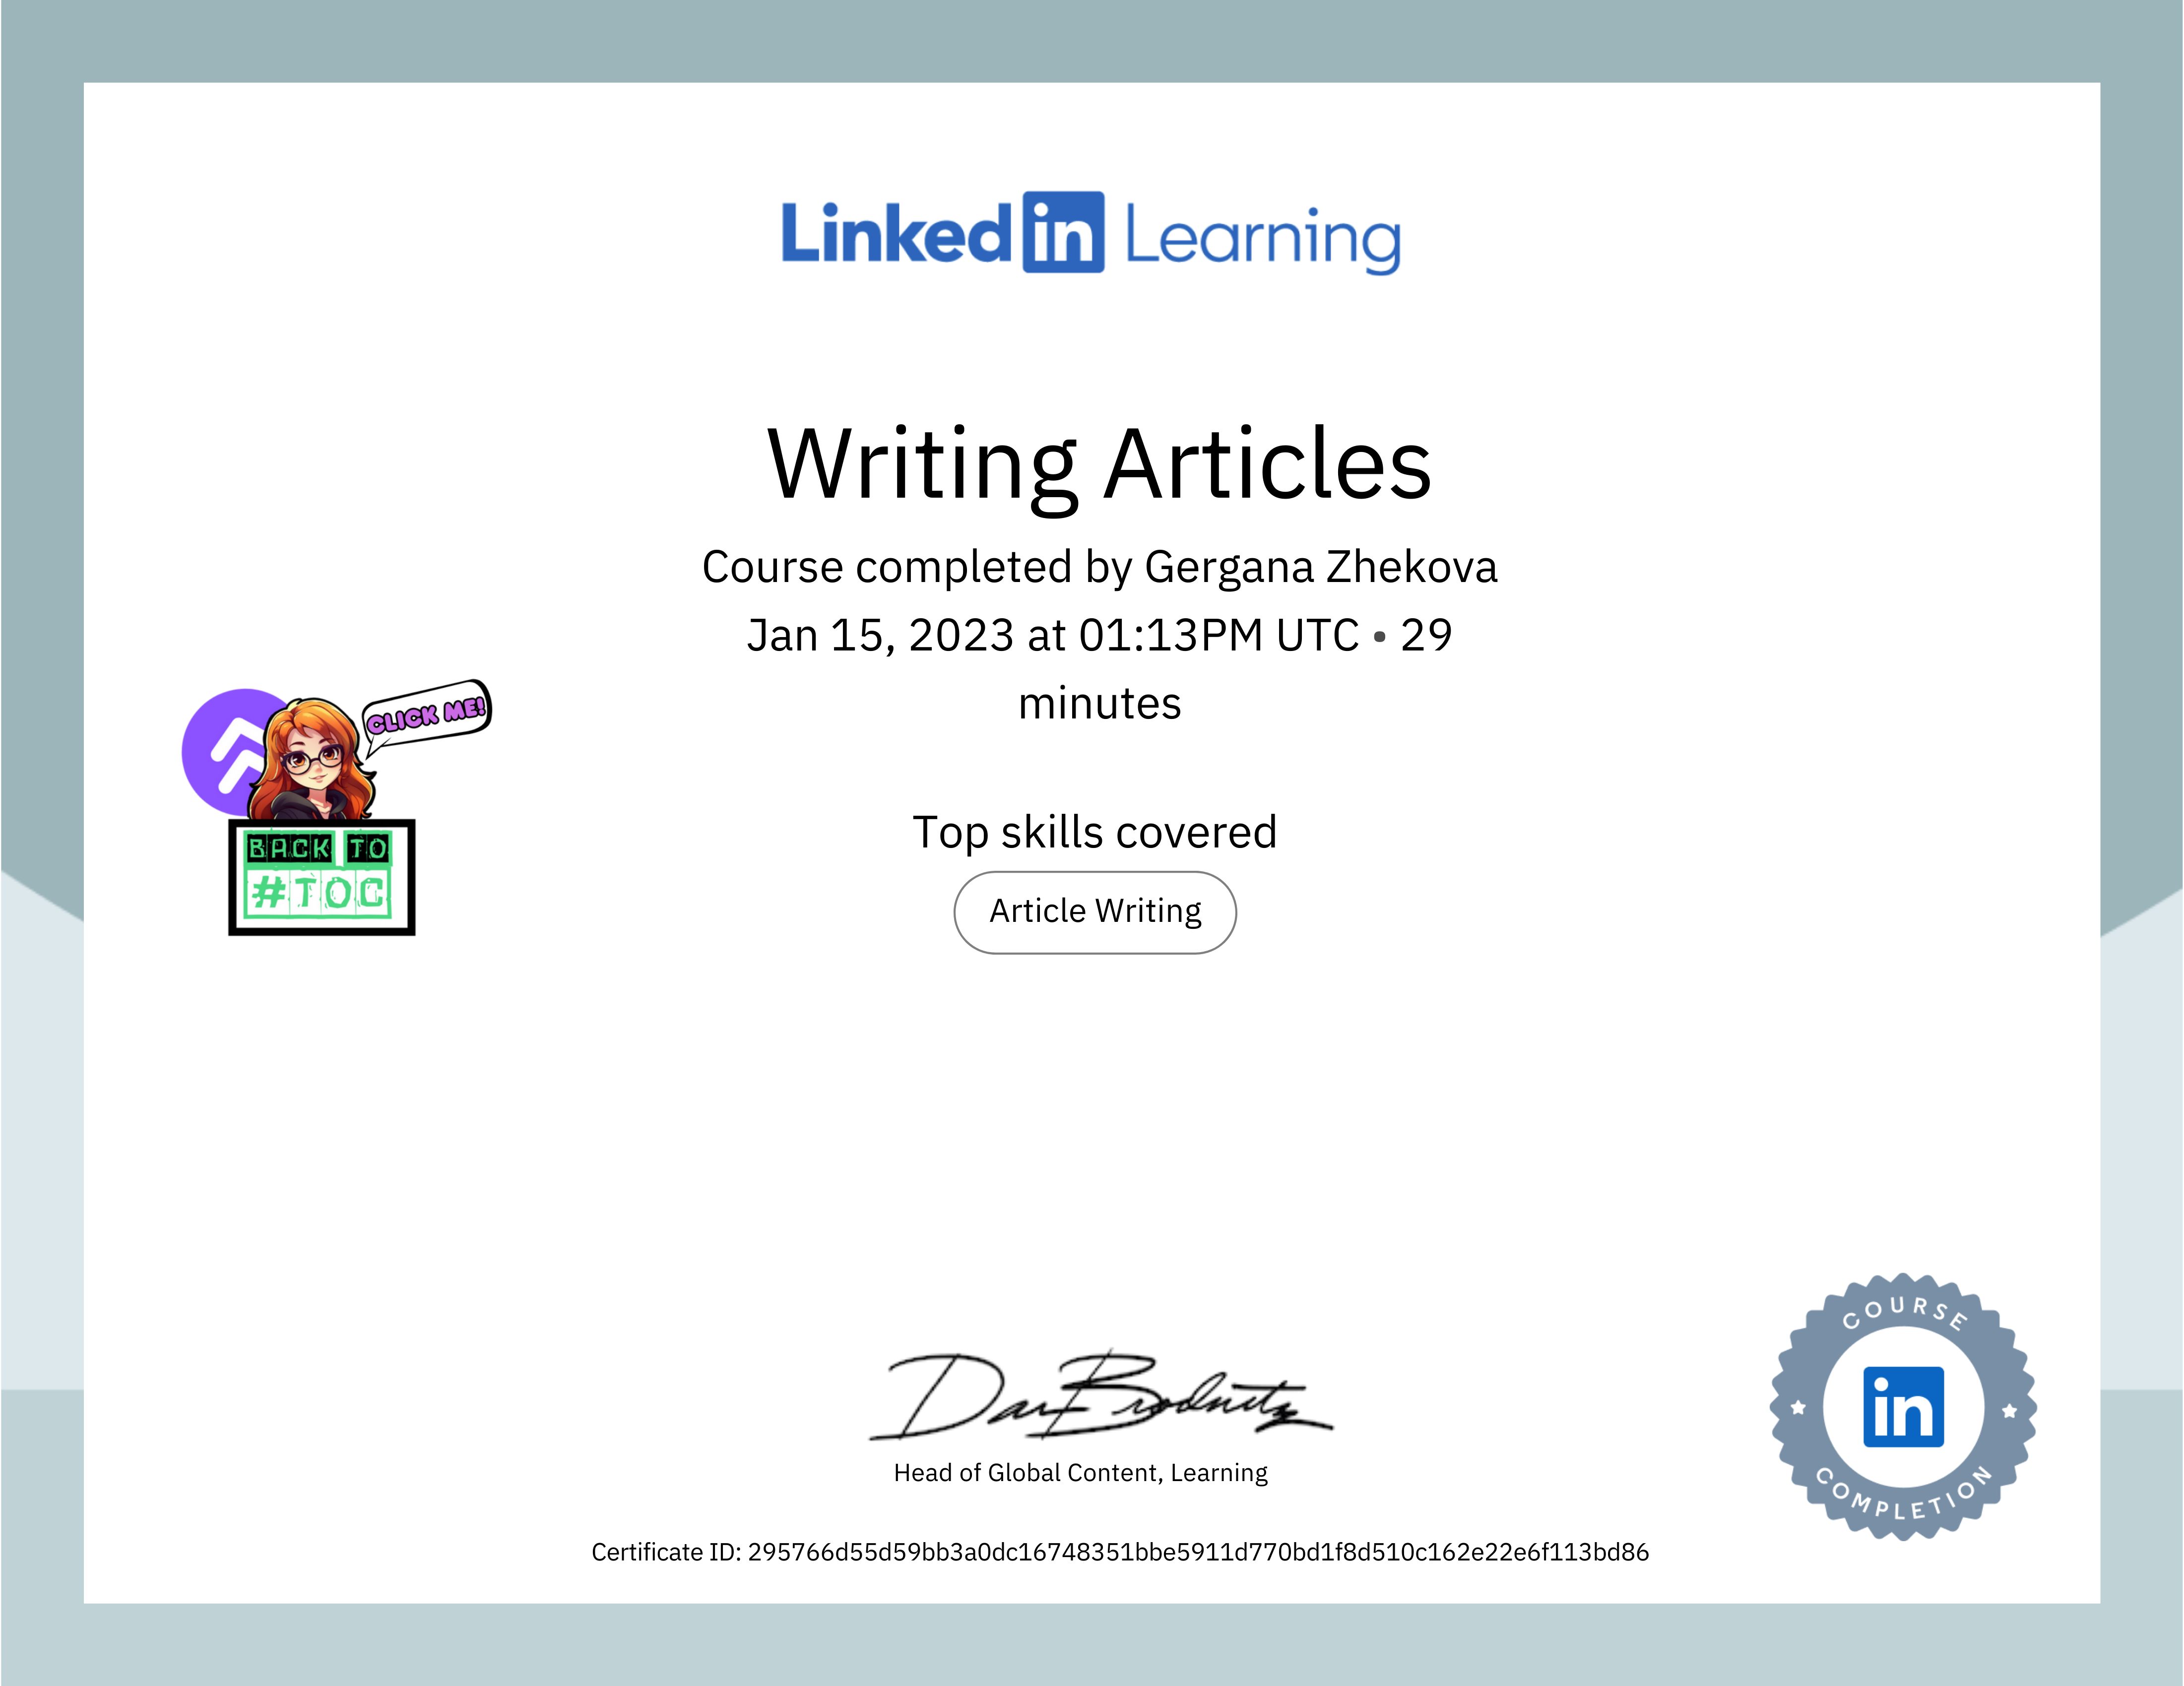 Linked in Learning
Writing Articles
Course completed by Gergana Zhekova
Jan 15, 2023 at 01:13PM UTC • 29
minutes
CLICK ME!
BACK TO
#TOC
Top skills covered
Article Writing
COURSE
in
COMPLETION
Dan Brodnitz
Head of Global Content, Learning
Certificate ID: 295766d55d59bb3a0dc16748351bbe5911d770bd1f8d510c162e22e6f113bd86